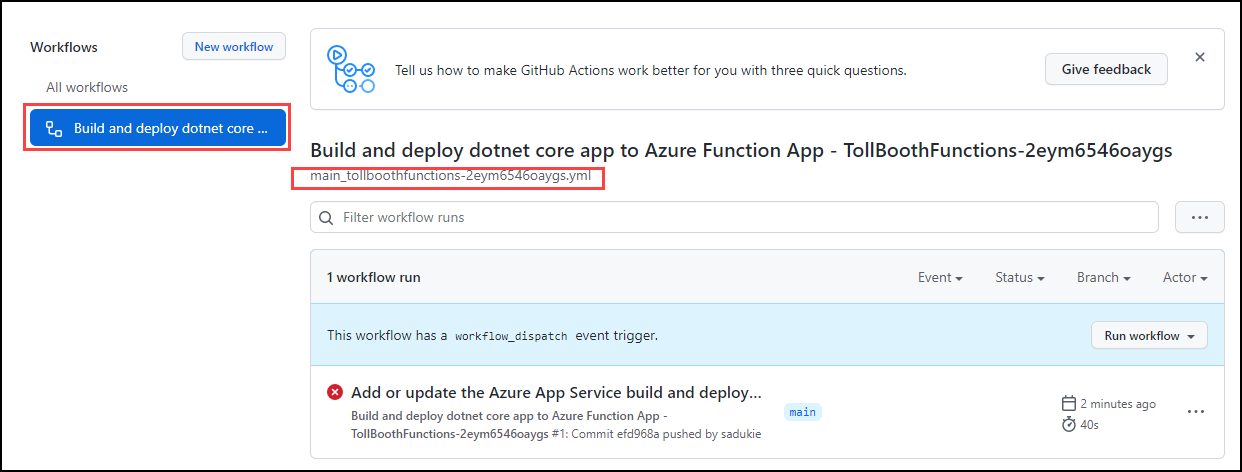 Workflows
New workflow
All workflows
Build and deploy dotnet core ...
Tell us how to make GitHub Actions work better for you with three quick questions.
Give feedback
Build and deploy dotnet core app to Azure Function App - TollBoothFunctions-2eym6546oaygs
main_tollboothfunctions-2eym6546oaygs.yml
Filter workflow runs
1 workflow run
Event
Status
Branch
Actor
This workflow has a workflow_dispatch event trigger.
Run workflow
Add or update the Azure App Service build and deploy...
Build and deploy dotnet core app to Azure Function App -
TollBoothFunctions-2eym6546oaygs #1: Commit efd968a pushed by sadukie
main
2 minutes ago
40s